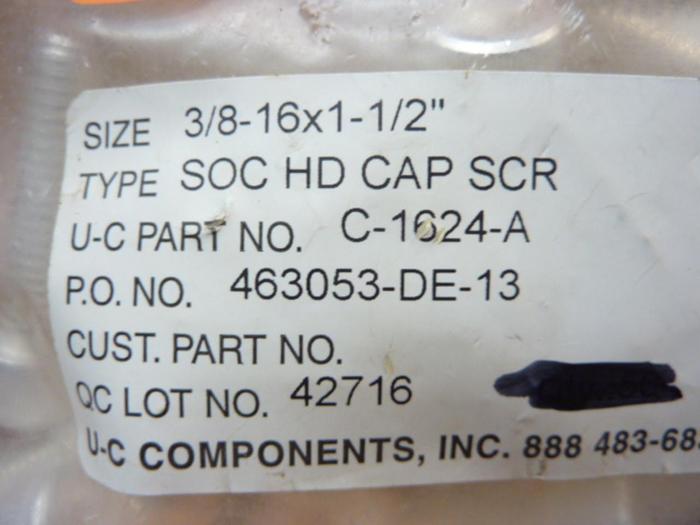 SIZE 3/8-16x1-1/2"
TYPE SOC HD CAP SCR
U-C PART NO. C-1624-A
P.O. NO. 463053-DE-13
CUST. PART NO.
QC LOT NO. 42716
U-C COMPONENTS, INC. 888 483-68